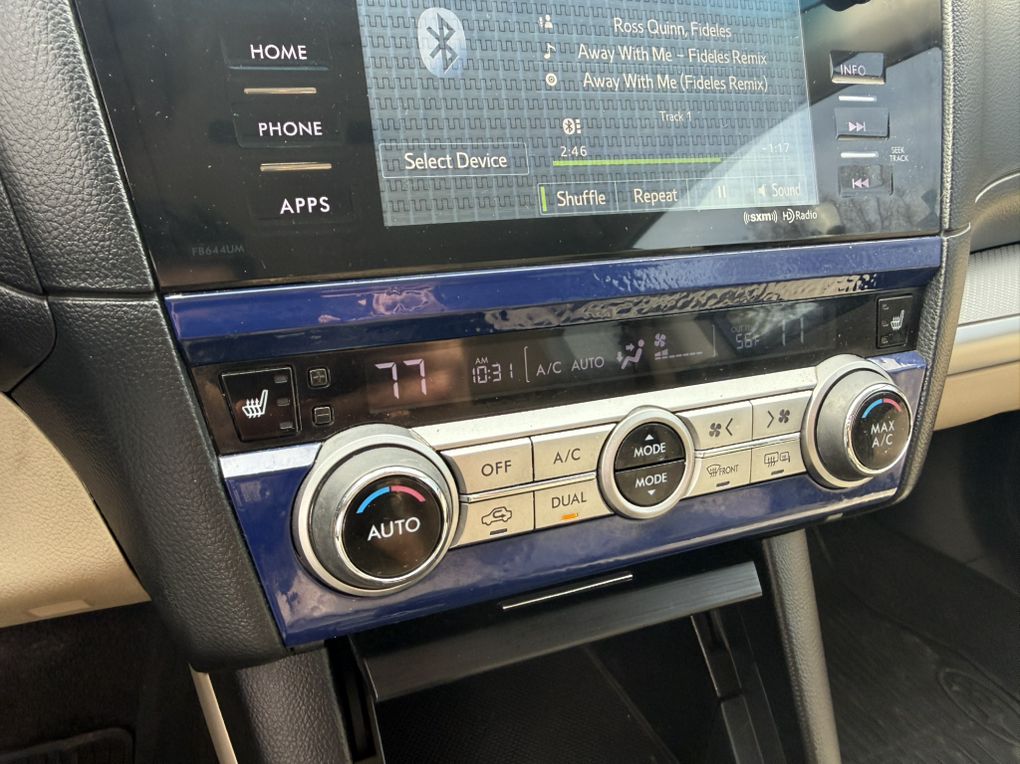 HOME
PHONE
APPS
FB644UM
Ross Quinn, Fideles
Away With Me – Fideles Remix
Away With Me (Fideles Remix)
Track 1
2:46
-1:17
Select Device
Shuffle
Repeat
Sound
((sxm)) HD Radio
INFO
SEEK
TRACK
77
AM
10:31
A/C AUTO
OUT
56F
AUTO
OFF
A/C
DUAL
MODE
MODE
FRONT
MAX
A/C